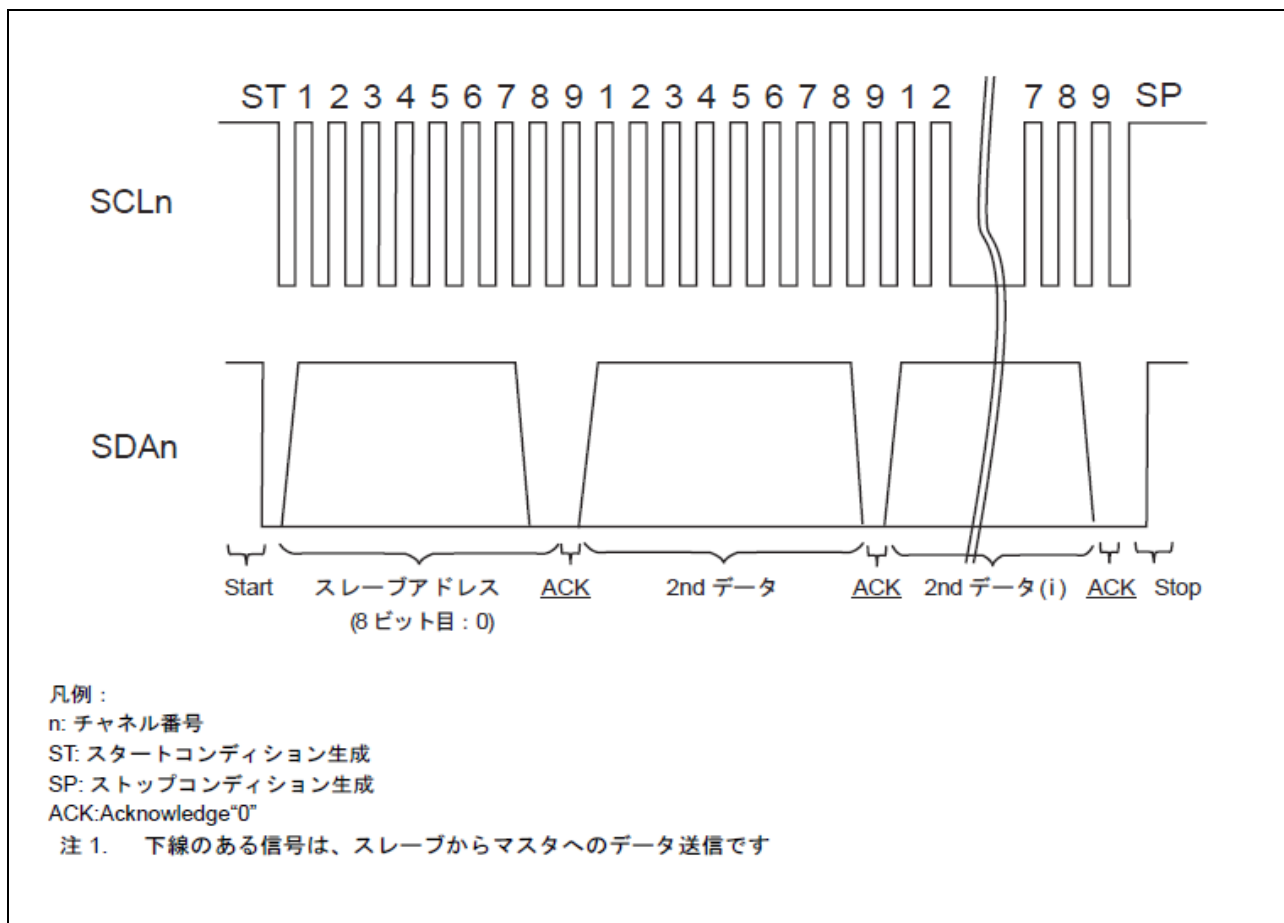 ST 1 2 3 4 5 6 7 8 9 1 2 3 4 5 6 7 8 9 1 2 7 8 9 SP
SCLn
SDAn
Start スレーブアドレス ACK 2nd データ ACK 2nd データ(i) ACK Stop
(8 ビット目 : 0)
凡例 :
n: チャネル番号
ST: スタートコンディション生成
SP: ストップコンディション生成
ACK:Acknowledge“0”
注 1. 下線のある信号は、スレーブからマスタへのデータ送信です